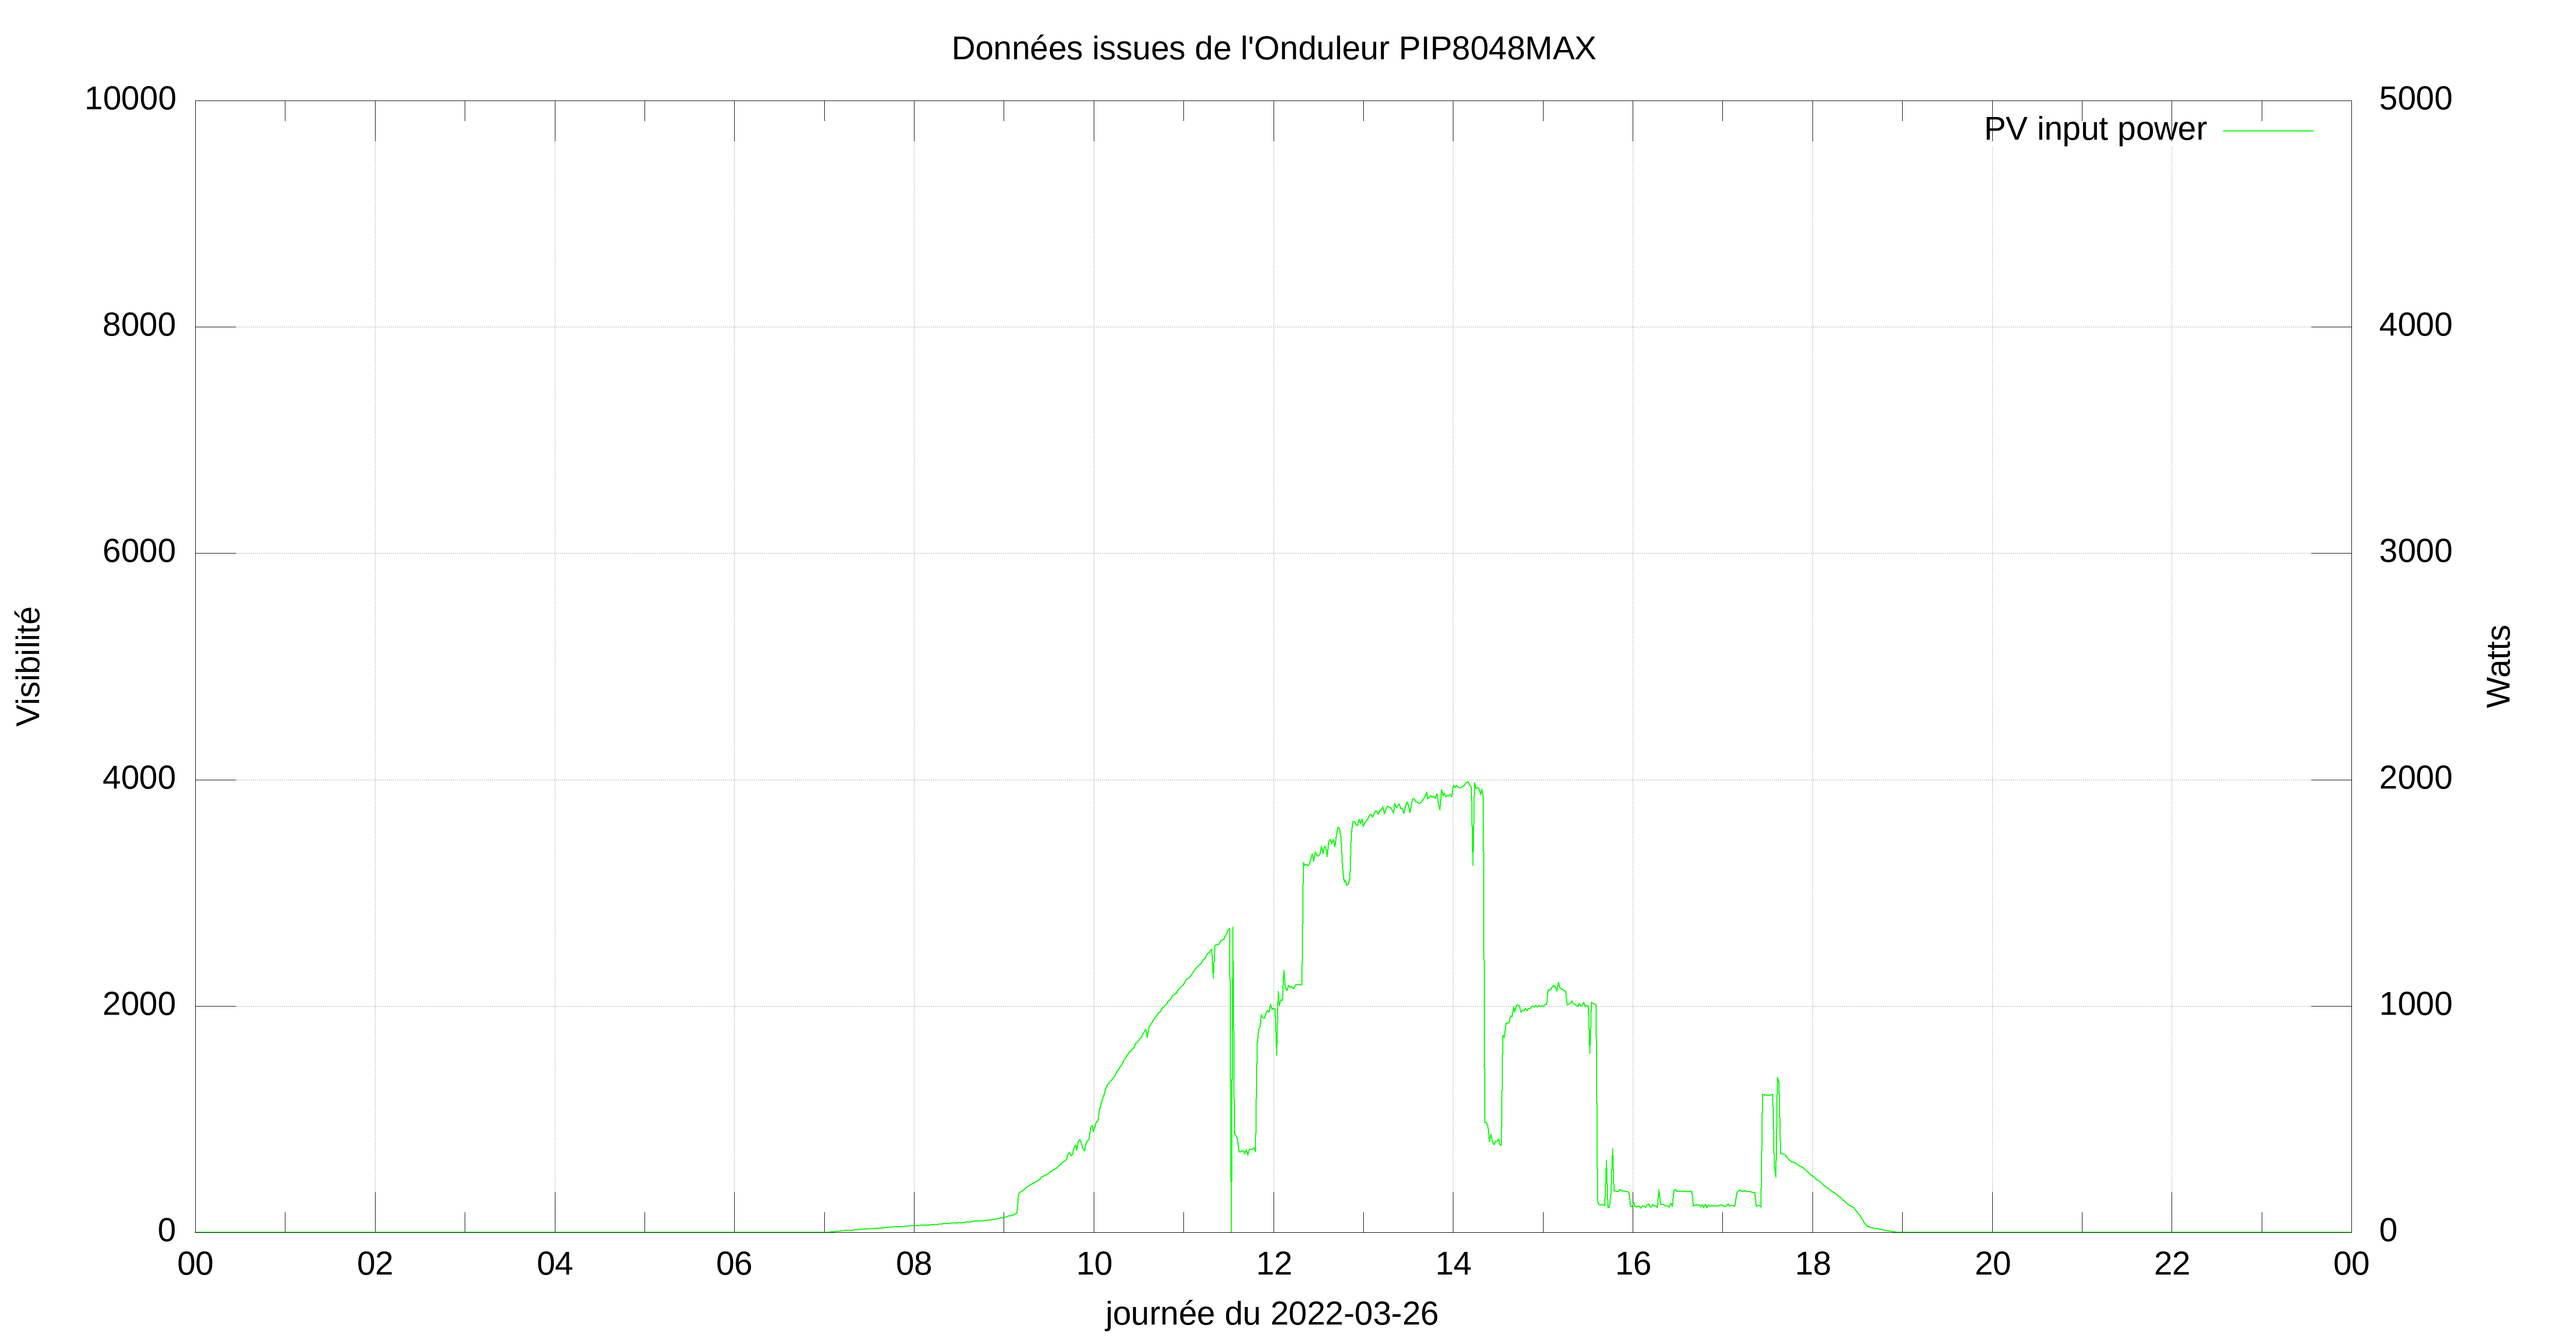 Données issues de l'Onduleur PIP8048MAX
10000
8000
6000
4000
2000
0
Visibilité
5000
4000
3000
2000
1000
0
Watts
PV input power
00 02 04 06 08 10 12 14 16 18 20 22 00
journée du 2022-03-26